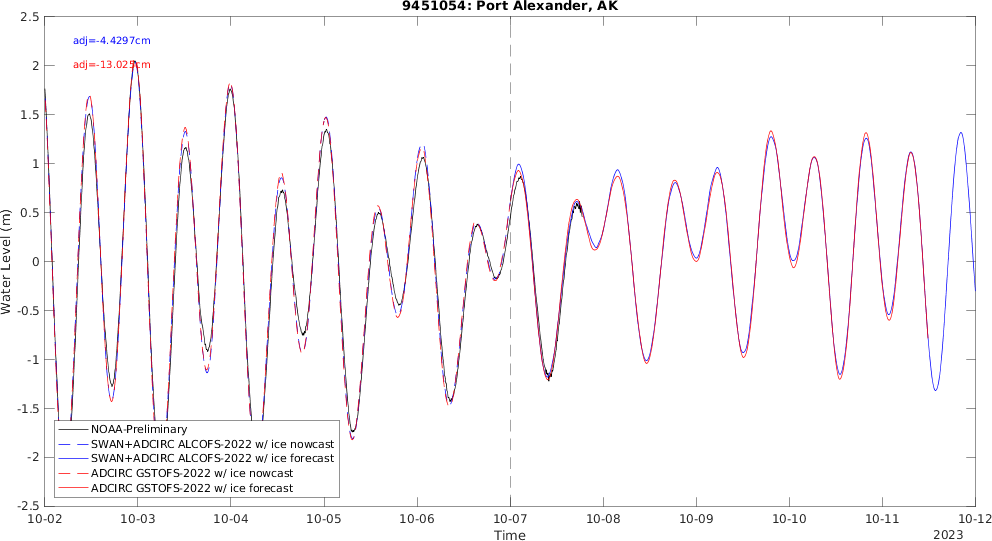 9451054: Port Alexander, AK
adj=-4.4297cm
adj=-13.025cm
Water Level (m)
2.5
2
1.5
1
0.5
0
-0.5
-1
-1.5
-2
-2.5
NOAA-Preliminary
SWAN+ADCIRC ALCOFS-2022 w/ ice nowcast
SWAN+ADCIRC ALCOFS-2022 w/ ice forecast
ADCIRC GSTOFS-2022 w/ ice nowcast
ADCIRC GSTOFS-2022 w/ ice forecast
10-02 10-03 10-04 10-05 10-06 10-07 10-08 10-09 10-10 10-11 10-12
Time
2023